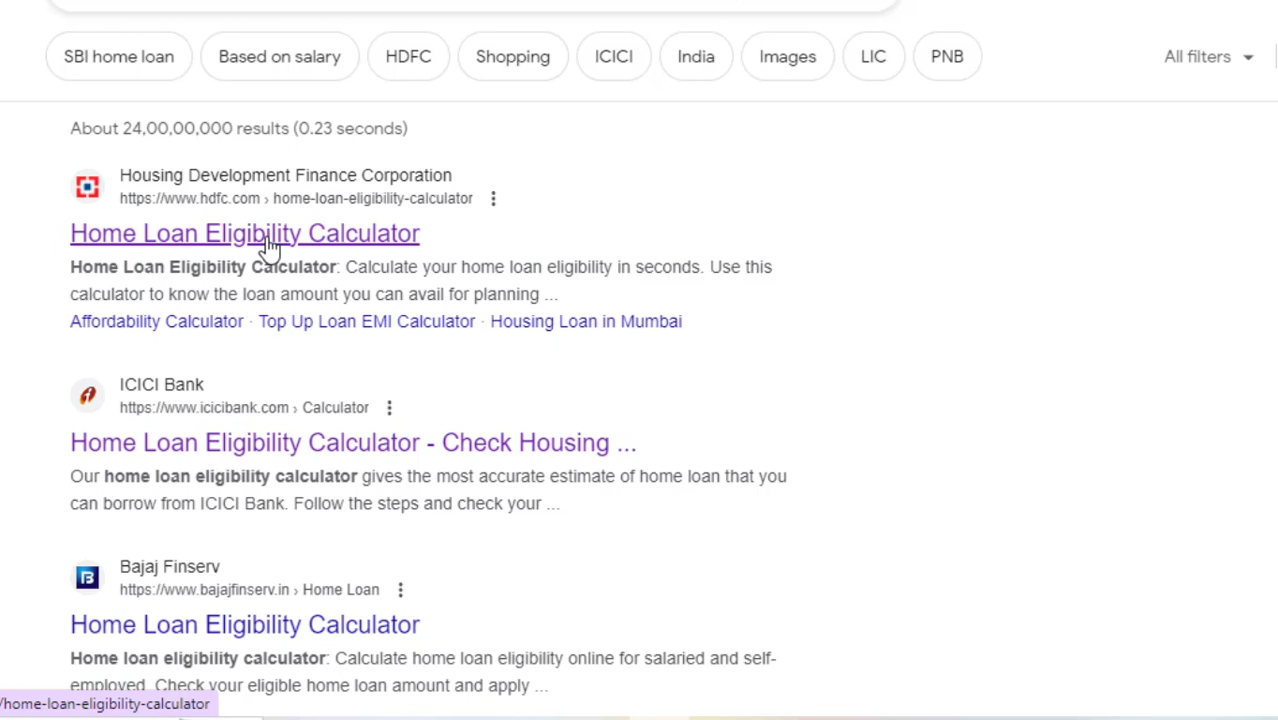 SBI home loan Based on salary HDFC Shopping ICICI India Images LIC PNB All filters
About 24,00,00,000 results (0.23 seconds)
Housing Development Finance Corporation
https://www.hdfc.com › home-loan-eligibility-calculator
Home Loan Eligibility Calculator
Home Loan Eligibility Calculator: Calculate your home loan eligibility in seconds. Use this
calculator to know the loan amount you can avail for planning ...
Affordability Calculator · Top Up Loan EMI Calculator · Housing Loan in Mumbai
ICICI Bank
https://www.icicibank.com › Calculator
Home Loan Eligibility Calculator - Check Housing ...
Our home loan eligibility calculator gives the most accurate estimate of home loan that you
can borrow from ICICI Bank. Follow the steps and check your ...
Bajaj Finserv
https://www.bajajfinserv.in › Home Loan
Home Loan Eligibility Calculator
Home loan eligibility calculator: Calculate home loan eligibility online for salaried and self-
employed. Check your eligible home loan amount and apply ...
/home-loan-eligibility-calculator